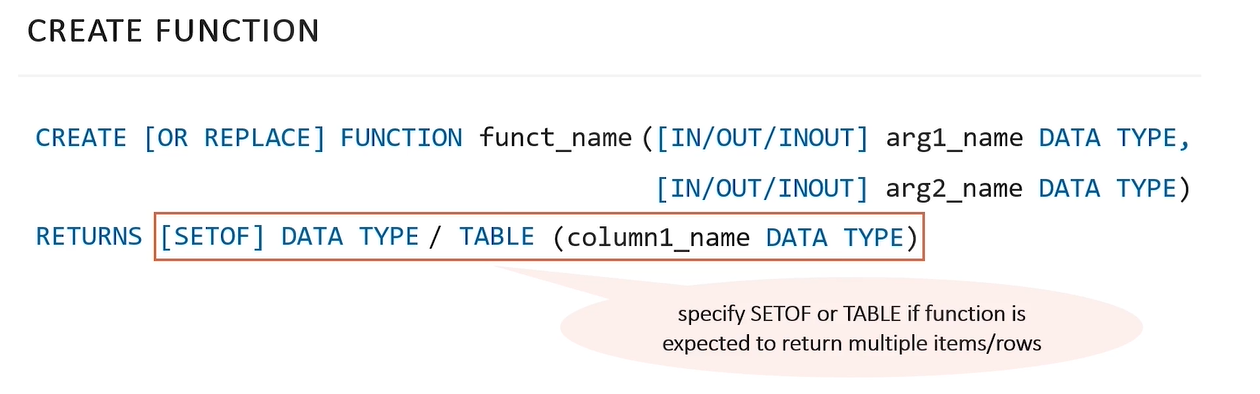 CREATE FUNCTION
CREATE [OR REPLACE] FUNCTION funct_name ([IN/OUT/INOUT] arg1_name DATA TYPE,
[IN/OUT/INOUT] arg2_name DATA TYPE)
RETURNS [SETOF] DATA TYPE / TABLE (column1_name DATA TYPE)
specify SETOF or TABLE if function is
expected to return multiple items/rows